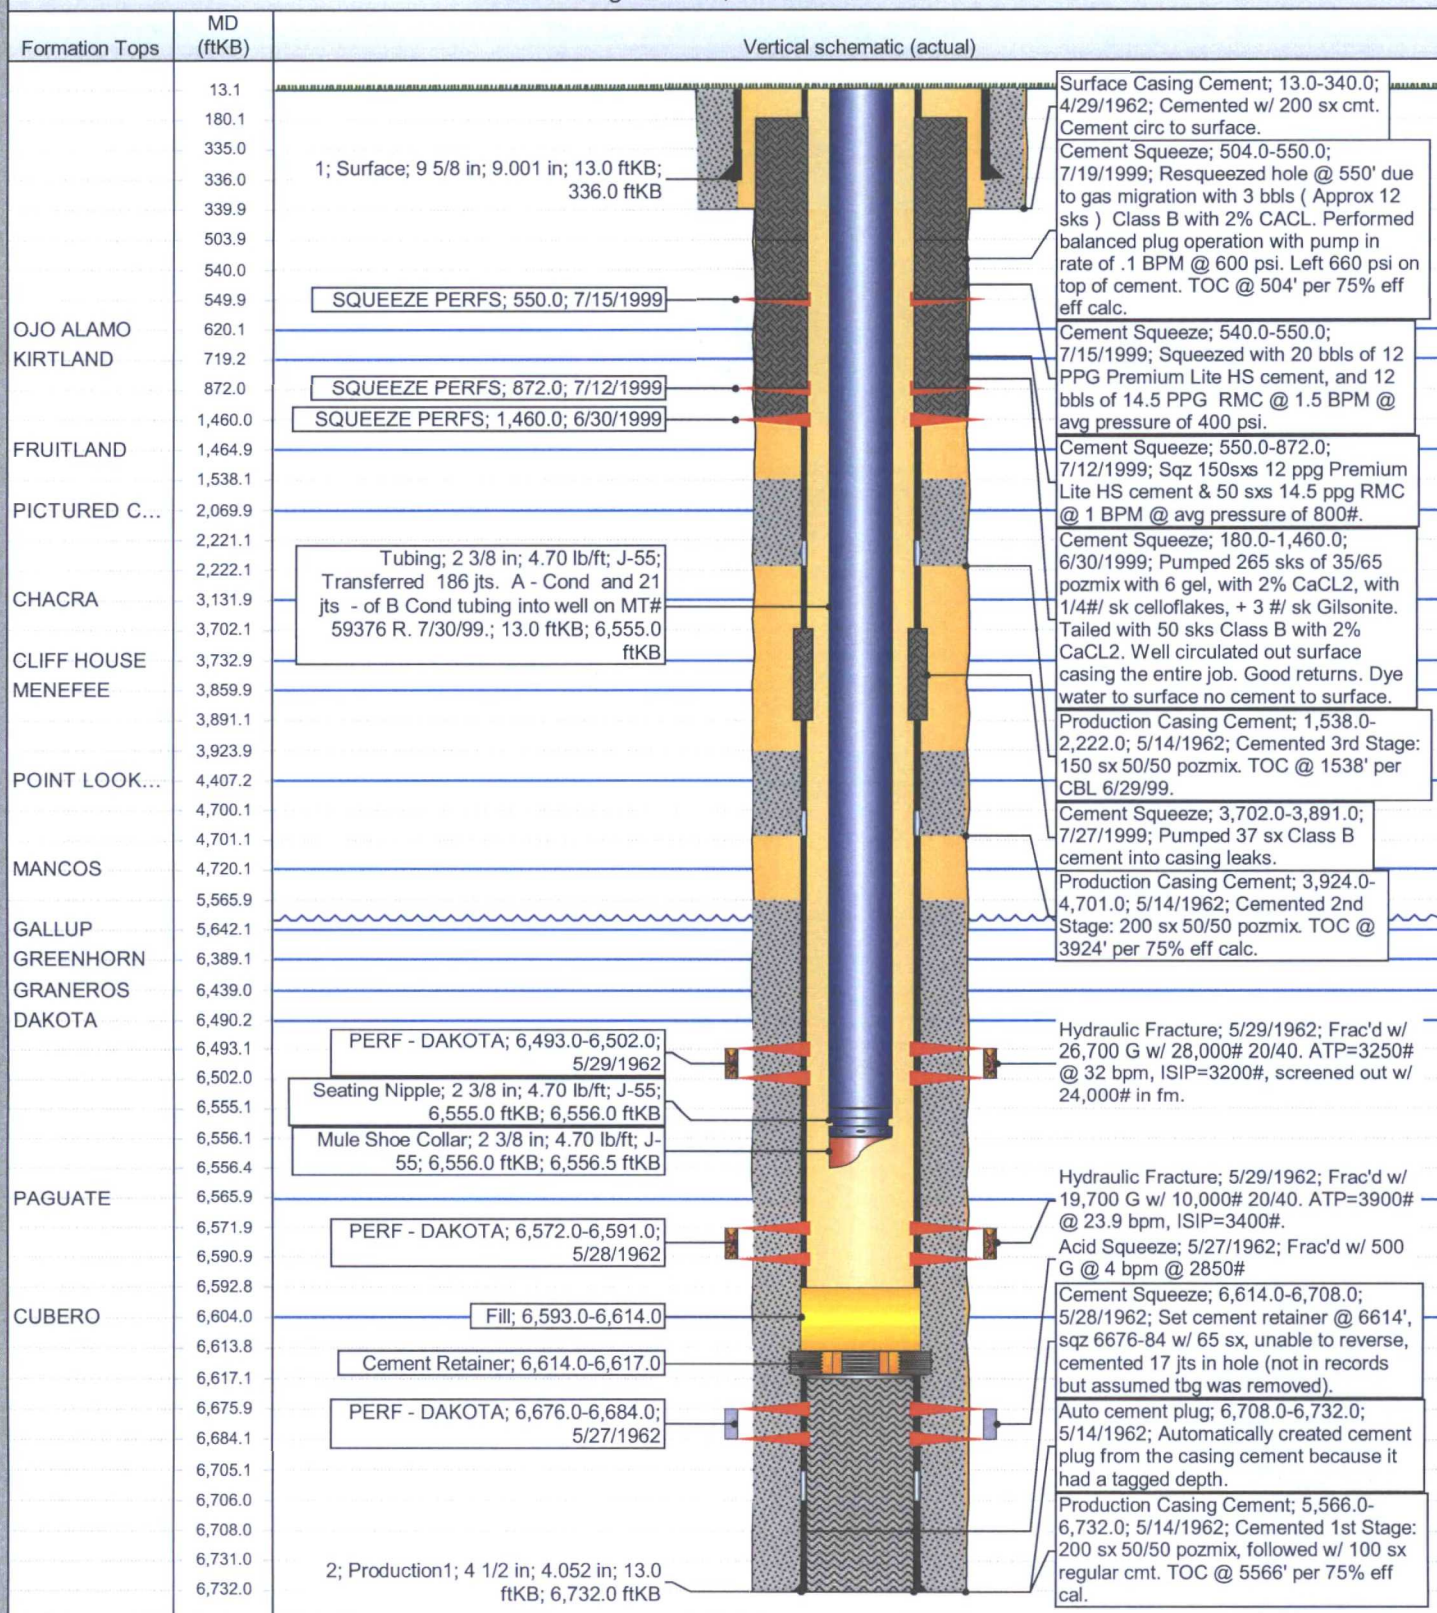 Formation Tops
MD
(ftKB)
Vertical schematic (actual)
13.1
180.1
335.0
336.0
339.9
503.9
540.0
549.9
OJO ALAMO 620.1
KIRTLAND 719.2
872.0
1,460.0
FRUITLAND 1,464.9
1,538.1
PICTURED C... 2,069.9
2,221.1
2,222.1
CHACRA 3,131.9
3,702.1
CLIFF HOUSE 3,732.9
MENEFEE 3,859.9
3,891.1
3,923.9
POINT LOOK... 4,407.2
4,700.1
4,701.1
MANCOS 4,720.1
5,565.9
GALLUP 5,642.1
GREENHORN 6,389.1
GRANEROS 6,439.0
DAKOTA 6,490.2
6,493.1
6,502.0
6,555.1
6,556.1
6,556.4
PAGUATE 6,565.9
6,571.9
6,590.9
6,592.8
CUBERO 6,604.0
6,613.8
6,617.1
6,675.9
6,684.1
6,705.1
6,706.0
6,708.0
6,731.0
6,732.0
1; Surface; 9 5/8 in; 9.001 in; 13.0 ftKB;
336.0 ftKB
SQUEEZE PERFS; 550.0; 7/15/1999
SQUEEZE PERFS; 872.0; 7/12/1999
SQUEEZE PERFS; 1,460.0; 6/30/1999
Tubing; 2 3/8 in; 4.70 lb/ft; J-55;
Transferred 186 jts. A - Cond and 21
jts - of B Cond tubing into well on MT#
59376 R. 7/30/99.; 13.0 ftKB; 6,555.0
ftKB
PERF - DAKOTA; 6,493.0-6,502.0;
5/29/1962
Seating Nipple; 2 3/8 in; 4.70 lb/ft; J-55;
6,555.0 ftKB; 6,556.0 ftKB
Mule Shoe Collar; 2 3/8 in; 4.70 lb/ft; J-
55; 6,556.0 ftKB; 6,556.5 ftKB
PERF - DAKOTA; 6,572.0-6,591.0;
5/28/1962
Fill; 6,593.0-6,614.0
Cement Retainer; 6,614.0-6,617.0
PERF - DAKOTA; 6,676.0-6,684.0;
5/27/1962
2; Production1; 4 1/2 in; 4.052 in; 13.0
ftKB; 6,732.0 ftKB
Surface Casing Cement; 13.0-340.0;
4/29/1962; Cemented w/ 200 sx cmt.
Cement circ to surface.
Cement Squeeze; 504.0-550.0;
7/19/1999; Resqueezed hole @ 550' due
to gas migration with 3 bbls ( Approx 12
sks ) Class B with 2% CACL. Performed
balanced plug operation with pump in
rate of .1 BPM @ 600 psi. Left 660 psi on
top of cement. TOC @ 504' per 75% eff
eff calc.
Cement Squeeze; 540.0-550.0;
7/15/1999; Squeezed with 20 bbls of 12
PPG Premium Lite HS cement, and 12
bbls of 14.5 PPG RMC @ 1.5 BPM @
avg pressure of 400 psi.
Cement Squeeze; 550.0-872.0;
7/12/1999; Sqz 150sxs 12 ppg Premium
Lite HS cement & 50 sxs 14.5 ppg RMC
@ 1 BPM @ avg pressure of 800#.
Cement Squeeze; 180.0-1,460.0;
6/30/1999; Pumped 265 sks of 35/65
pozmix with 6 gel, with 2% CaCL2, with
1/4#/ sk celloflakes, + 3 #/ sk Gilsonite.
Tailed with 50 sks Class B with 2%
CaCL2. Well circulated out surface
casing the entire job. Good returns. Dye
water to surface no cement to surface.
Production Casing Cement; 1,538.0-
2,222.0; 5/14/1962; Cemented 3rd Stage:
150 sx 50/50 pozmix. TOC @ 1538' per
CBL 6/29/99.
Cement Squeeze; 3,702.0-3,891.0;
7/27/1999; Pumped 37 sx Class B
cement into casing leaks.
Production Casing Cement; 3,924.0-
4,701.0; 5/14/1962; Cemented 2nd
Stage: 200 sx 50/50 pozmix. TOC @
3924' per 75% eff calc.
Hydraulic Fracture; 5/29/1962; Frac'd w/
26,700 G w/ 28,000# 20/40. ATP=3250#
@ 32 bpm, ISIP=3200#, screened out w/
24,000# in fm.
Hydraulic Fracture; 5/29/1962; Frac'd w/
19,700 G w/ 10,000# 20/40. ATP=3900#
@ 23.9 bpm, ISIP=3400#.
Acid Squeeze; 5/27/1962; Frac'd w/ 500
G @ 4 bpm @ 2850#
Cement Squeeze; 6,614.0-6,708.0;
5/28/1962; Set cement retainer @ 6614',
sqz 6676-84 w/ 65 sx, unable to reverse,
cemented 17 jts in hole (not in records
but assumed tbg was removed).
Auto cement plug; 6,708.0-6,732.0;
5/14/1962; Automatically created cement
plug from the casing cement because it
had a tagged depth.
Production Casing Cement; 5,566.0-
6,732.0; 5/14/1962; Cemented 1st Stage:
200 sx 50/50 pozmix, followed w/ 100 sx
regular cmt. TOC @ 5566' per 75% eff
cal.